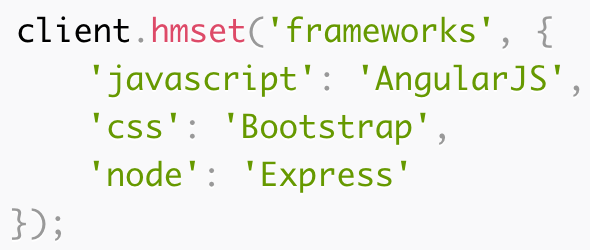 client.hmset('frameworks', {
    'javascript': 'AngularJS',
    'css': 'Bootstrap',
    'node': 'Express'
});